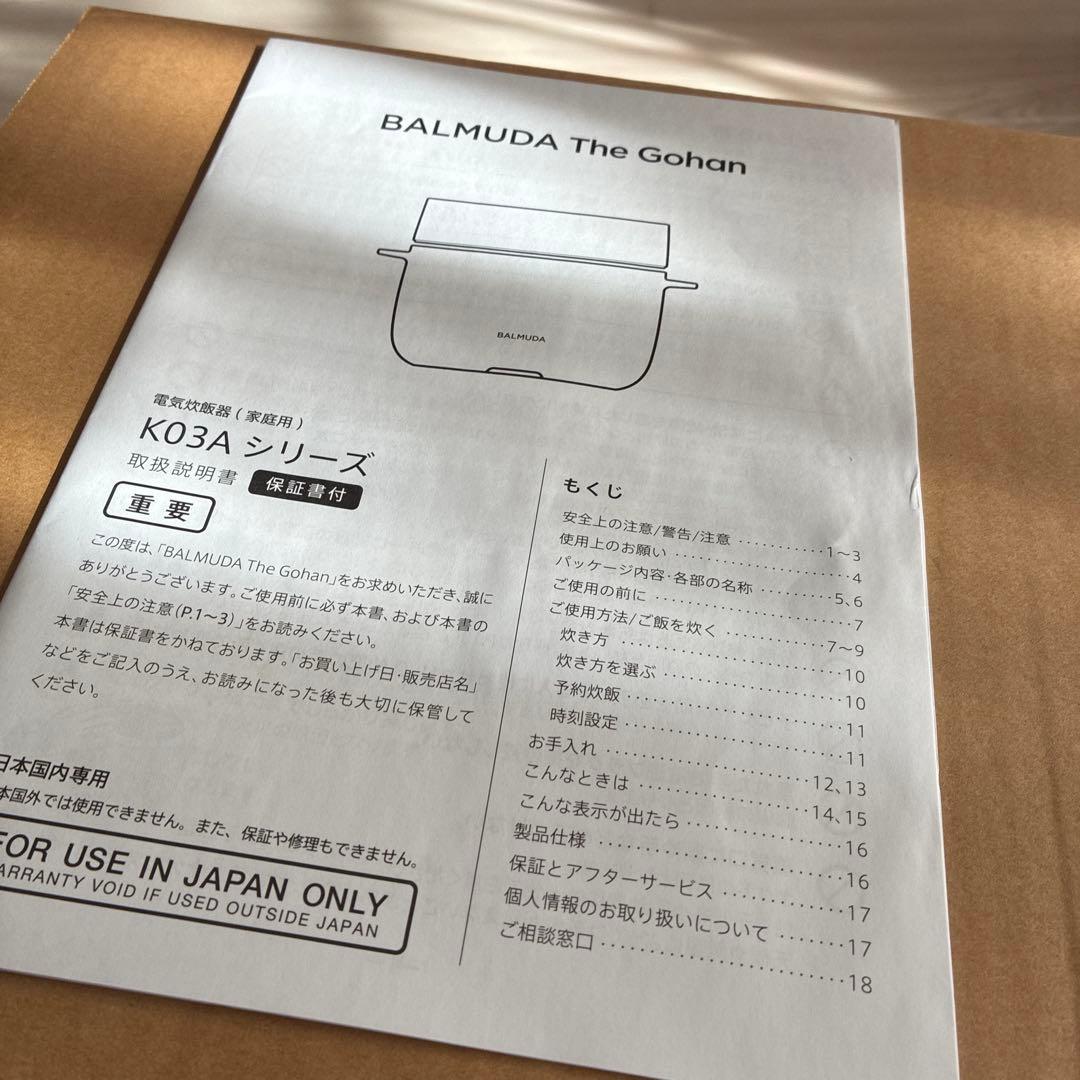 BALMUDA The Gohan
BALMUDA
電気炊飯器(家庭用)
K03A シリーズ
取扱説明書 保証書付
重要
この度は、「BALMUDA The Gohan」をお求めいただき、誠に
ありがとうございます。ご使用前に必ず本書、および本書の
「安全上の注意(P.1〜3)」をお読みください。
本書は保証書をかねております。「お買い上げ日・販売店名」
などをご記入のうえ、お読みになった後も大切に保管して
ください。
日本国内専用
本国外では使用できません。また、保証や修理もできません。
FOR USE IN JAPAN ONLY
WARRANTY VOID IF USED OUTSIDE JAPAN
もくじ
安全上の注意/警告/注意 ············1〜3
使用上のお願い ····················4
パッケージ内容・各部の名称 ·········5、6
ご使用の前に ······················7
ご使用方法/ご飯を炊く ············7〜9
炊き方 ·························10
炊き方を選ぶ ····················10
予約炊飯 ························11
時刻設定 ························11
お手入れ ·····················12、13
こんなときは ··················14、15
こんな表示が出たら ·················16
製品仕様 ··························16
保証とアフターサービス ·············17
個人情報のお取り扱いについて ·······17
ご相談窓口 ························18